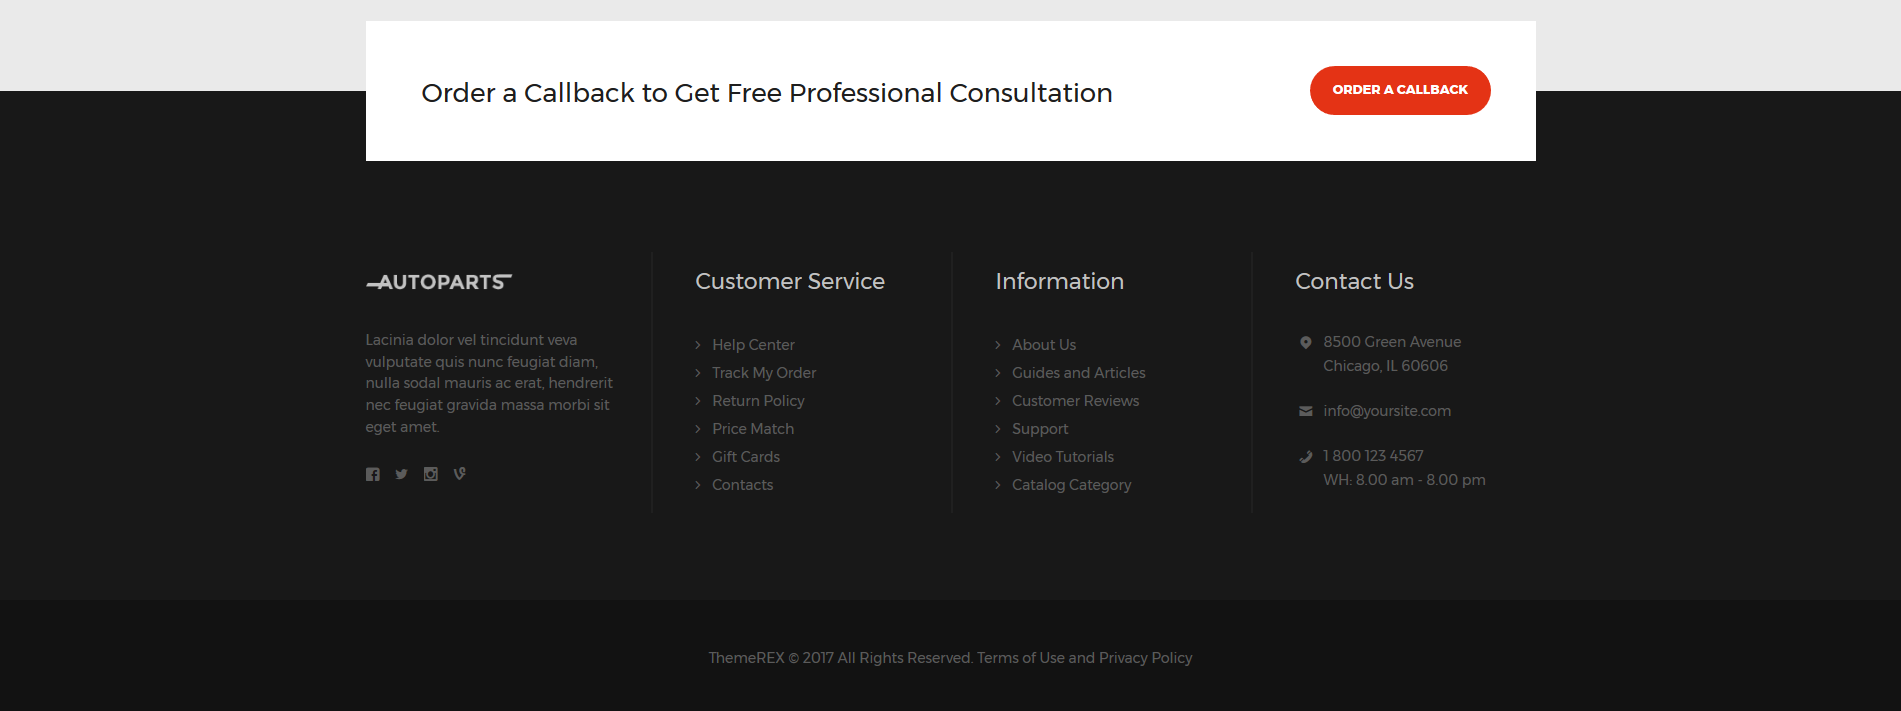 Order a Callback to Get Free Professional Consultation
ORDER A CALLBACK
AUTOPARTS
Lacinia dolor vel tincidunt veva
vulputate quis nunc feugiat diam,
nulla sodal mauris ac erat, hendrerit
nec feugiat gravida massa morbi sit
eget amet.
Customer Service
Help Center
Track My Order
Return Policy
Price Match
Gift Cards
Contacts
Information
About Us
Guides and Articles
Customer Reviews
Support
Video Tutorials
Catalog Category
Contact Us
8500 Green Avenue
Chicago, IL 60606
info@yoursite.com
1 800 123 4567
WH: 8.00 am - 8.00 pm
ThemeREX © 2017 All Rights Reserved. Terms of Use and Privacy Policy